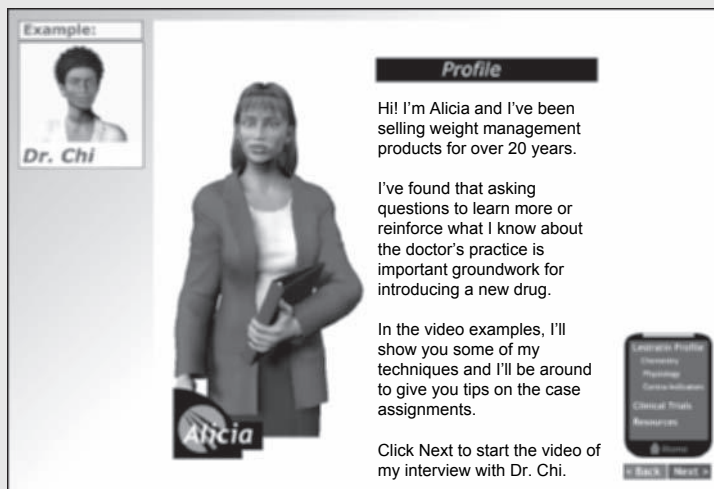 Example:
Dr. Chi
Alicia
Profile
Hi! I'm Alicia and I've been
selling weight management
products for over 20 years.
I've found that asking
questions to learn more or
reinforce what I know about
the doctor's practice is
important groundwork for
introducing a new drug.
In the video examples, I'll
show you some of my
techniques and I'll be around
to give you tips on the case
assignments.
Click Next to start the video of
my interview with Dr. Chi.
Profile
Chemistry
Physiology
Clinical Trials
Resources
Home
< Back Next >